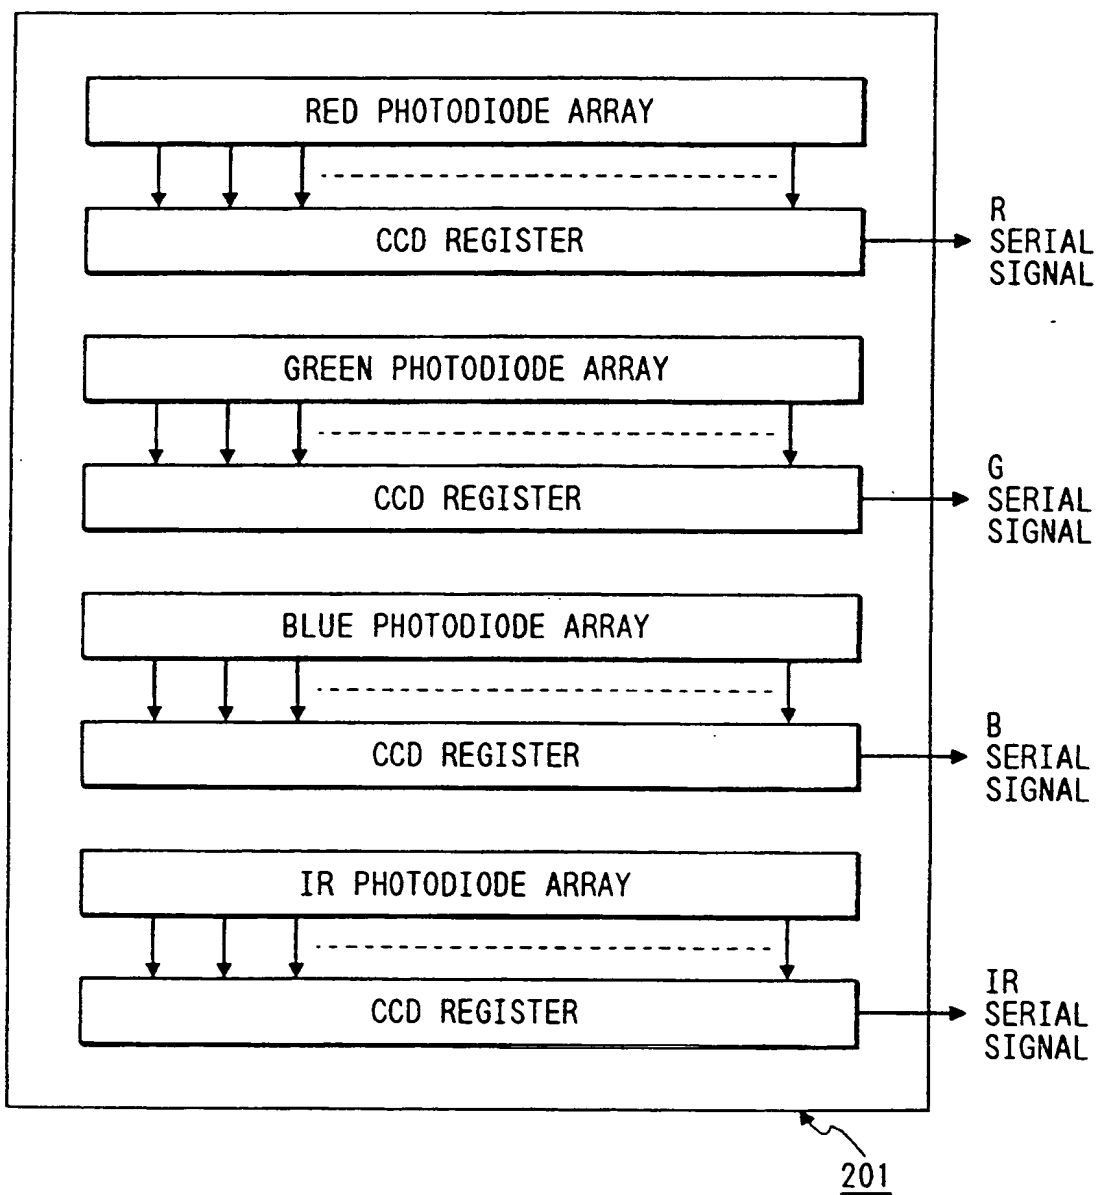 RED PHOTODIODE ARRAY
CCD REGISTER
R
SERIAL
SIGNAL
GREEN PHOTODIODE ARRAY
CCD REGISTER
G
SERIAL
SIGNAL
BLUE PHOTODIODE ARRAY
CCD REGISTER
B
SERIAL
SIGNAL
IR PHOTODIODE ARRAY
CCD REGISTER
IR
SERIAL
SIGNAL
201